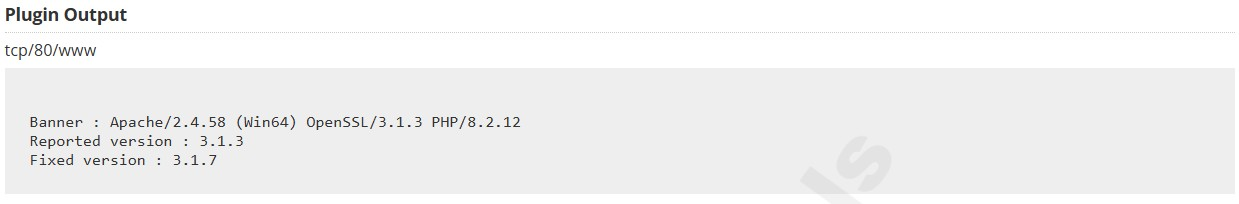 Plugin Output
tcp/80/www
Banner : Apache/2.4.58 (Win64) OpenSSL/3.1.3 PHP/8.2.12
Reported version : 3.1.3
Fixed version : 3.1.7